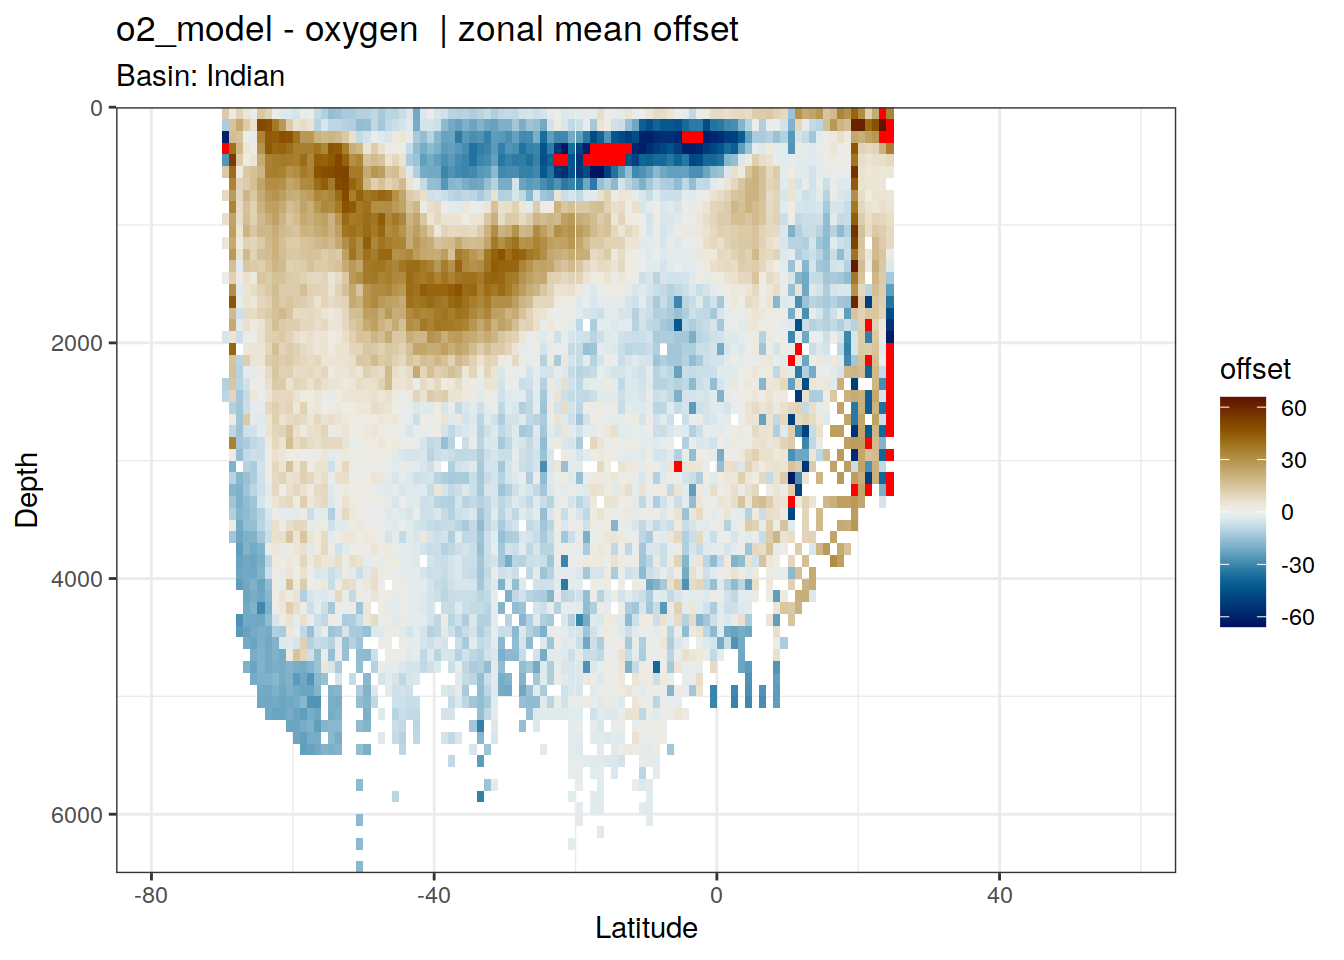 o2_model - oxygen  | zonal mean offset
Basin: Indian
0
2000
4000
6000
Depth
-80
-40
0
40
Latitude
offset
60
30
0
-30
-60